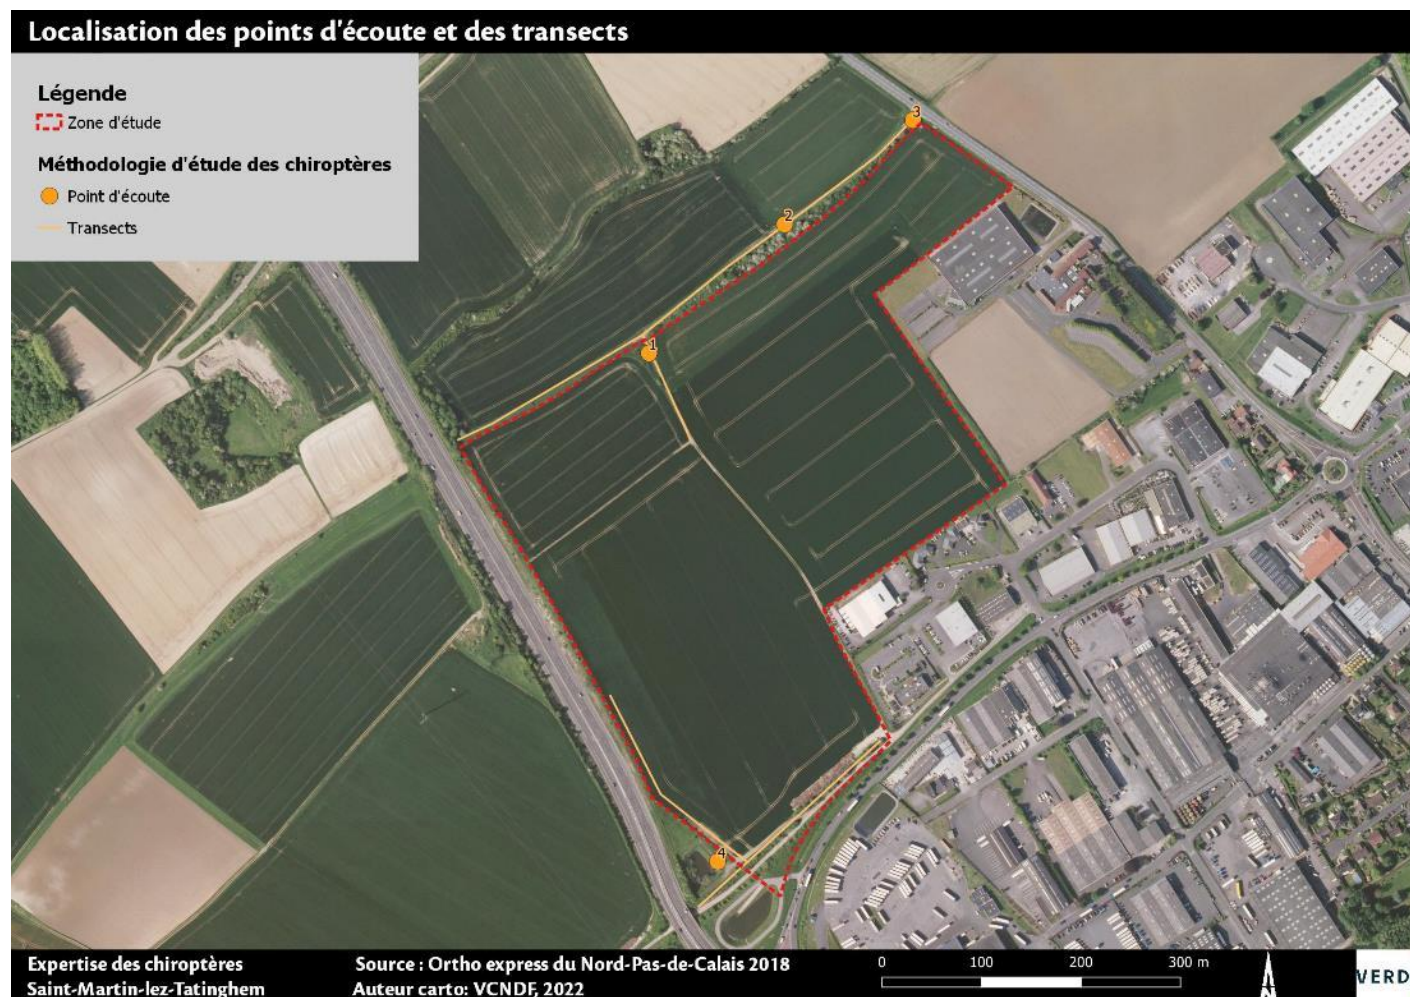 Localisation des points d'écoute et des transects
Légende
Zone d'étude
Méthodologie d'étude des chiroptères
Point d'écoute
Transects
3
2
1
4
Expertise des chiroptères
Saint-Martin-lez-Tatinghem
Source : Ortho express du Nord-Pas-de-Calais 2018
Auteur carto: VCNDF, 2022
0 100 200 300 m
N
VERD